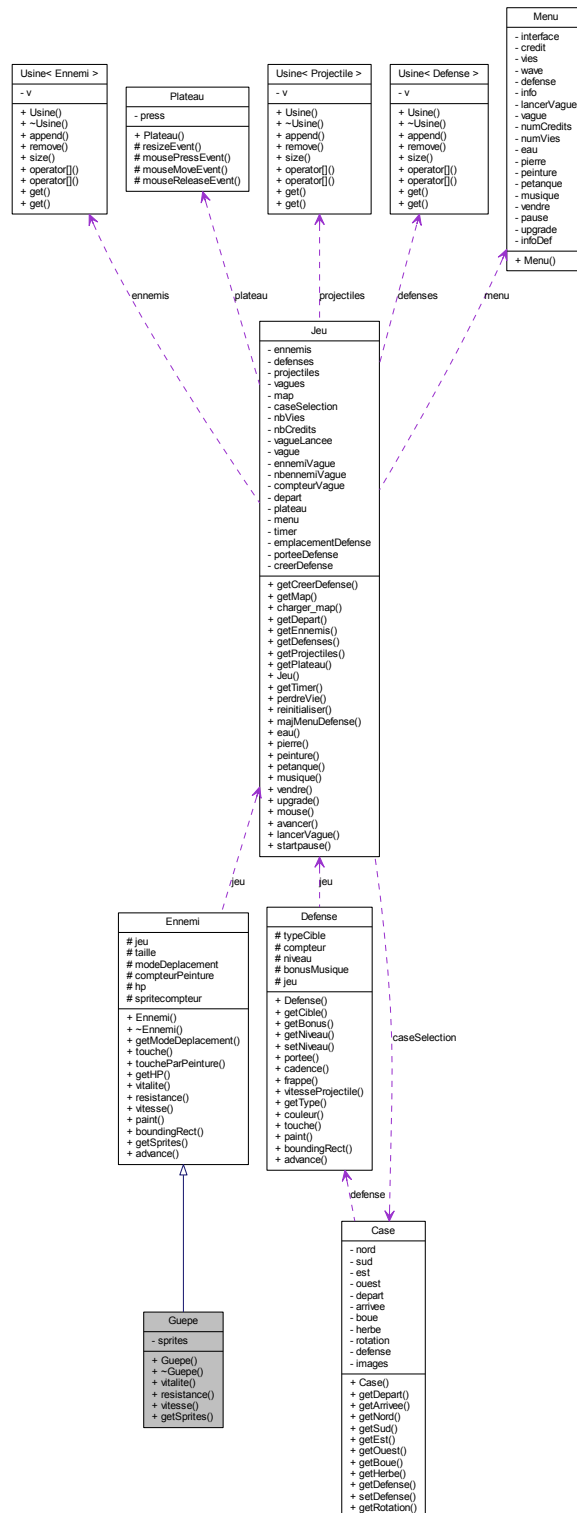 Menu
- interface
- credit
- vies
- wave
- defense
- info
- lancerVague
- vague
- numCredits
- numVies
- eau
- pierre
- peinture
- petanque
- musique
- vendre
- pause
- upgrade
- infoDef
+ Menu()
Usine< Ennemi >
- v
+ Usine()
+ ~Usine()
+ append()
+ remove()
+ size()
+ operator[]()
+ operator[]()
+ get()
+ get()
Plateau
- press
+ Plateau()
# resizeEvent()
# mousePressEvent()
# mouseMoveEvent()
# mouseReleaseEvent()
Usine< Projectile >
- v
+ Usine()
+ ~Usine()
+ append()
+ remove()
+ size()
+ operator[]()
+ operator[]()
+ get()
+ get()
Usine< Defense >
- v
+ Usine()
+ ~Usine()
+ append()
+ remove()
+ size()
+ operator[]()
+ operator[]()
+ get()
+ get()
ennemis
plateau
projectiles
defenses
menu
Jeu
- ennemis
- defenses
- projectiles
- vagues
- map
- caseSelection
- nbVies
- nbCredits
- vagueLancee
- vague
- ennemiVague
- nbennemiVague
- compteurVague
- depart
- plateau
- menu
- timer
- emplacementDefense
- porteeDefense
- creerDefense
+ getCreerDefense()
+ getMap()
+ charger_map()
+ getDepart()
+ getEnnemis()
+ getDefenses()
+ getProjectiles()
+ getPlateau()
+ Jeu()
+ getTimer()
+ perdreVie()
+ reinitialiser()
+ majMenuDefense()
+ eau()
+ pierre()
+ peinture()
+ petanque()
+ musique()
+ vendre()
+ upgrade()
+ mouse()
+ avancer()
+ lancerVague()
+ startpause()
jeu
jeu
caseSelection
Ennemi
# jeu
# taille
# modeDeplacement
# compteurPeinture
# hp
# spritecompteur
+ Ennemi()
+ ~Ennemi()
+ getModeDeplacement()
+ touche()
+ toucheParPeinture()
+ getHP()
+ vitalite()
+ resistance()
+ vitesse()
+ paint()
+ boundingRect()
+ getSprites()
+ advance()
Defense
# typeCible
# compteur
# niveau
# bonusMusique
# jeu
+ Defense()
+ getCible()
+ getBonus()
+ getNiveau()
+ setNiveau()
+ portee()
+ cadence()
+ frappe()
+ vitesseProjectile()
+ getType()
+ couleur()
+ touche()
+ paint()
+ boundingRect()
+ advance()
defense
Guepe
- sprites
+ Guepe()
+ ~Guepe()
+ vitalite()
+ resistance()
+ vitesse()
+ getSprites()
Case
- nord
- sud
- est
- ouest
- depart
- arrivee
- boue
- herbe
- rotation
- defense
- images
+ Case()
+ getDepart()
+ getArrivee()
+ getNord()
+ getSud()
+ getEst()
+ getOuest()
+ getBoue()
+ getHerbe()
+ getDefense()
+ setDefense()
+ getRotation()